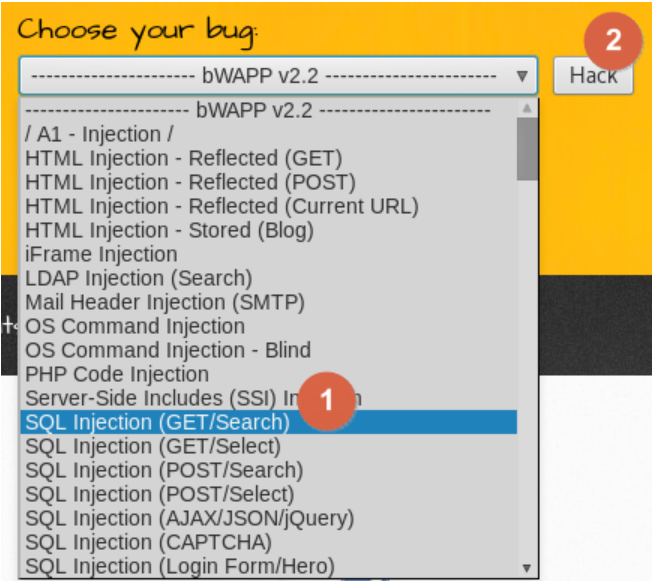 Choose your bug:
---------------------- bWAPP v2.2 ----------------------- ▼
Hack
2
---------------------- bWAPP v2.2 -----------------------
/ A1 - Injection /
HTML Injection - Reflected (GET)
HTML Injection - Reflected (POST)
HTML Injection - Reflected (Current URL)
HTML Injection - Stored (Blog)
iFrame Injection
LDAP Injection (Search)
Mail Header Injection (SMTP)
OS Command Injection
OS Command Injection - Blind
PHP Code Injection
Server-Side Includes (SSI)
1
SQL Injection (GET/Search)
SQL Injection (GET/Select)
SQL Injection (POST/Search)
SQL Injection (POST/Select)
SQL Injection (AJAX/JSON/jQuery)
SQL Injection (CAPTCHA)
SQL Injection (Login Form/Hero)